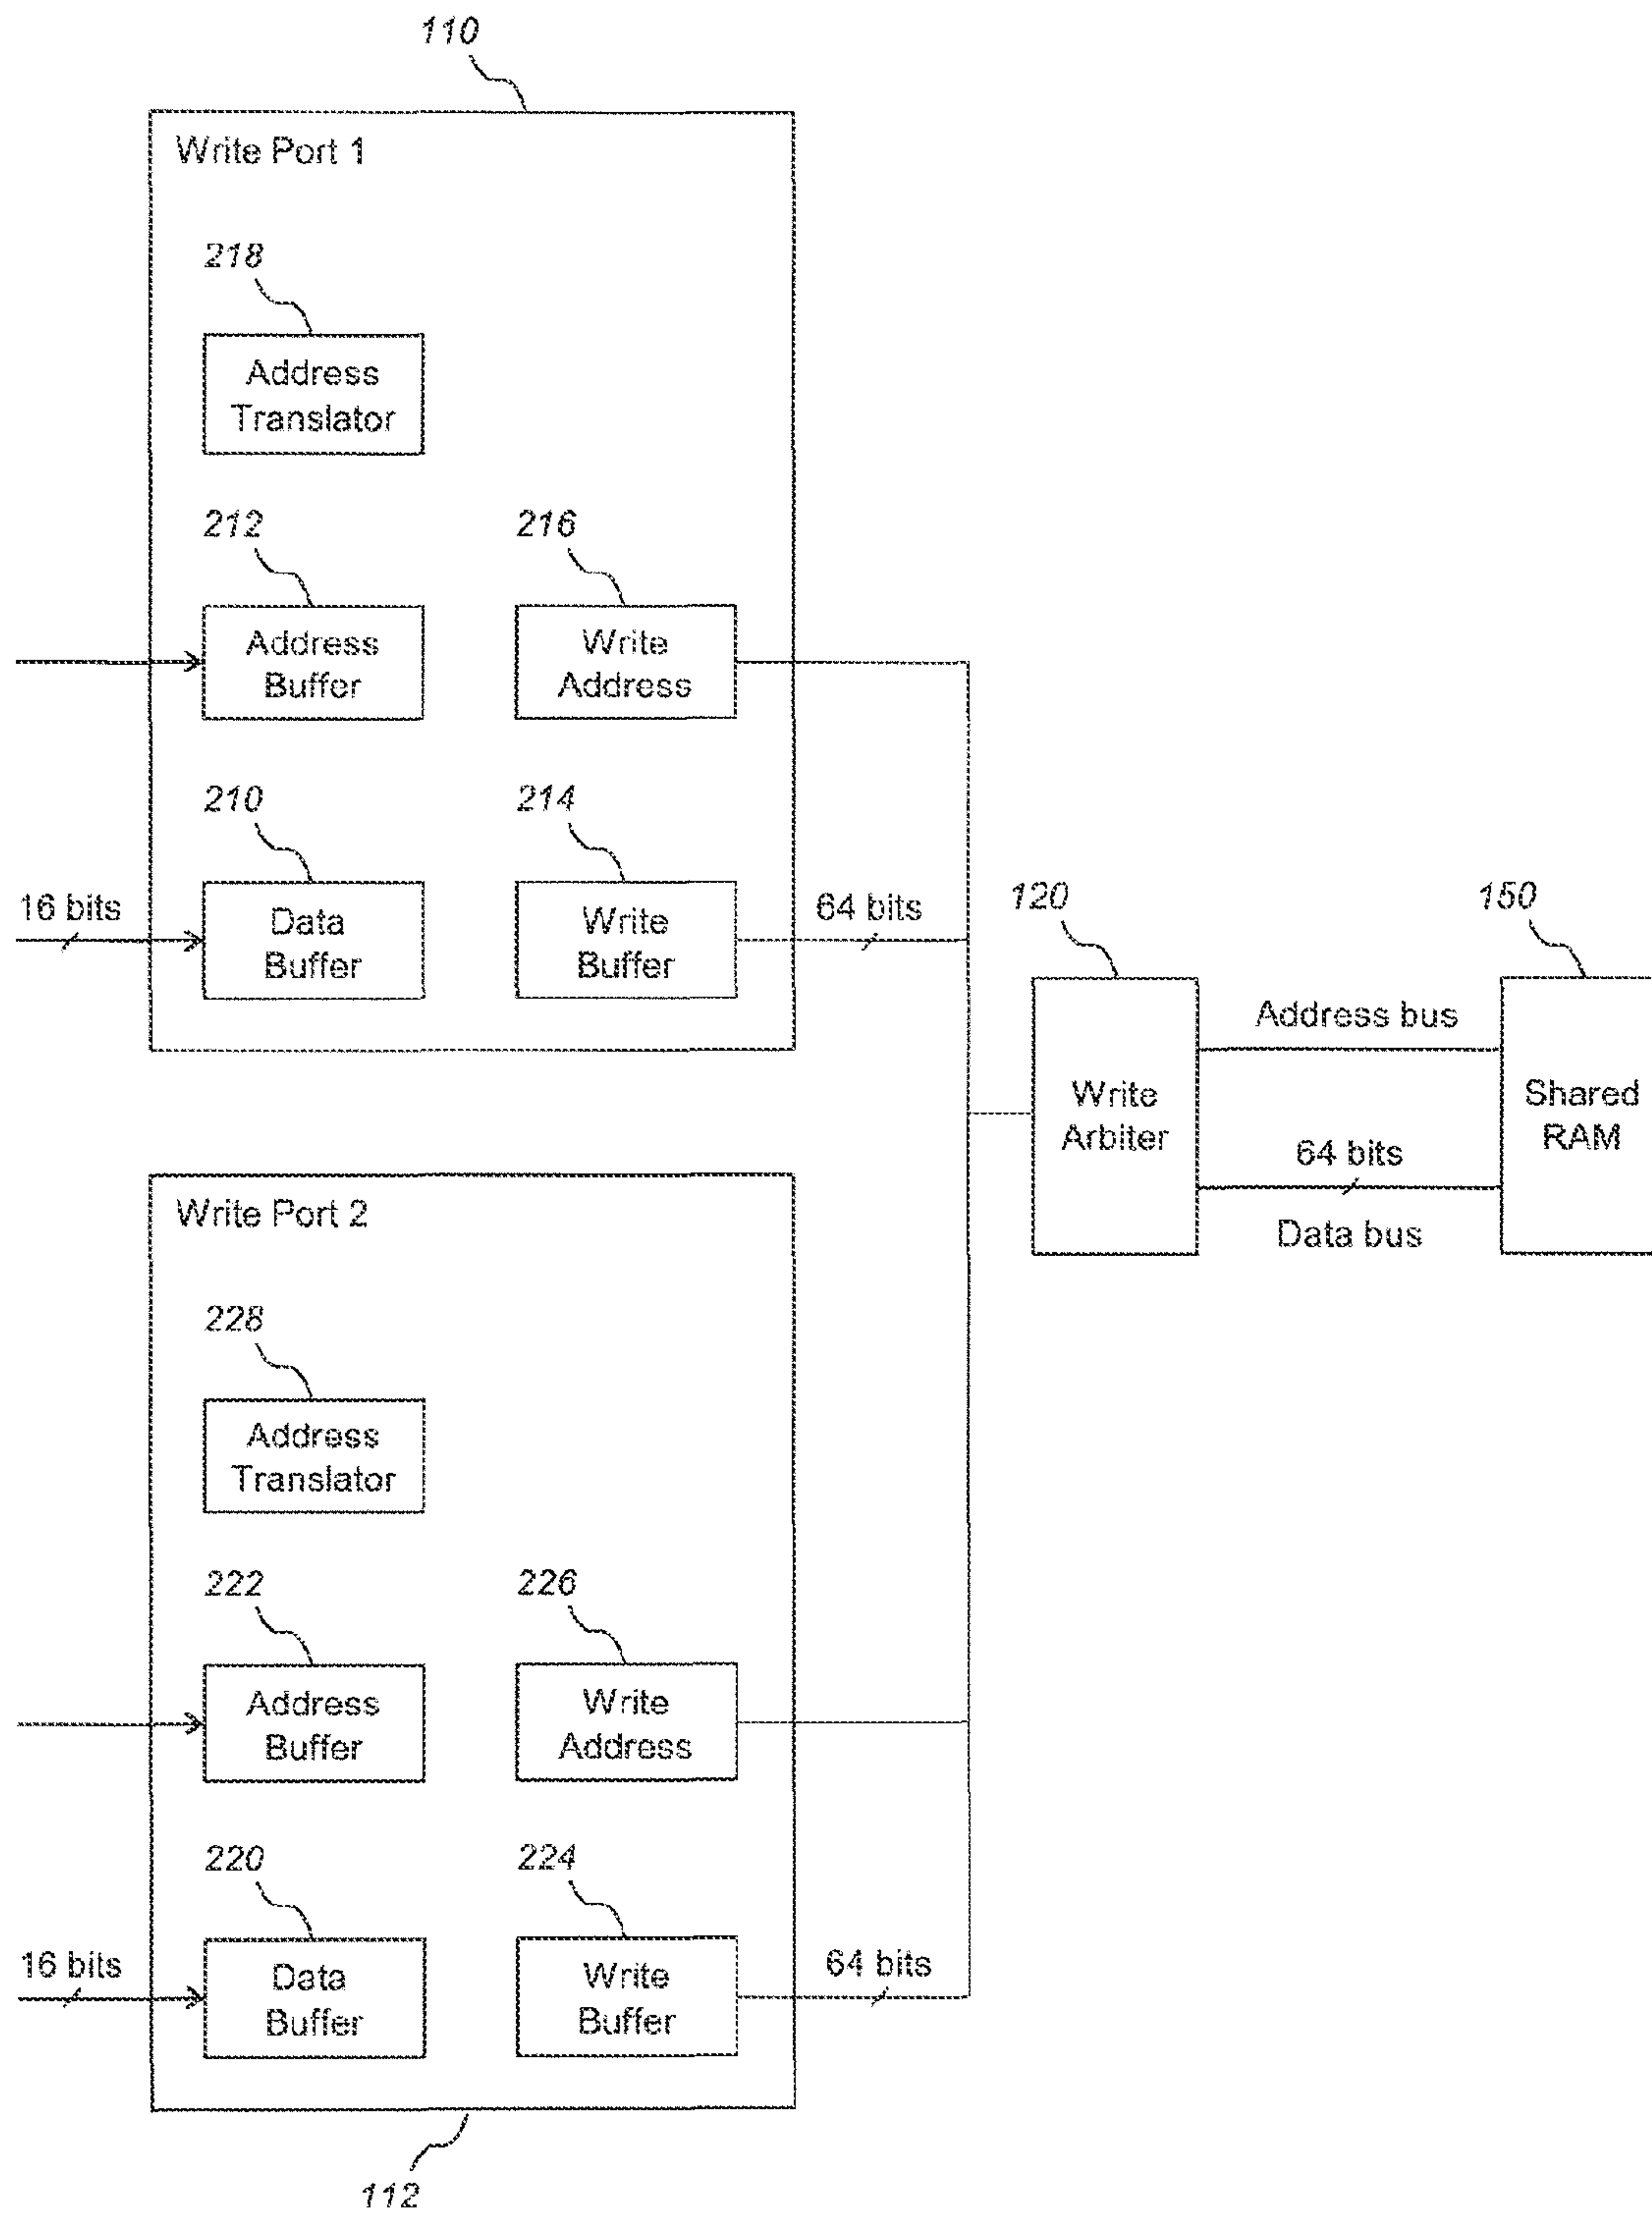 110
Write Port 1
218
Address
Translator
212
216
Address
Buffer
Write
Address
210
214
16 bits
Data
Buffer
Write
Buffer
64 bits
120
150
Address bus
Write
Arbiter
Shared
RAM
64 bits
Data bus
Write Port 2
228
Address
Translator
222
226
Address
Buffer
Write
Address
220
224
16 bits
Data
Buffer
Write
Buffer
64 bits
112